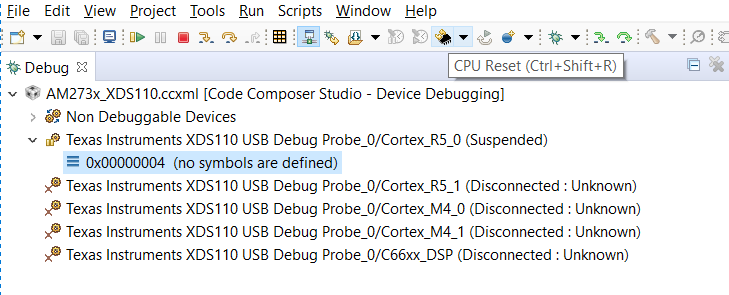 File Edit View Project Tools Run Scripts Window Help
CPU Reset (Ctrl+Shift+R)
Debug
AM273x_XDS110.ccxml [Code Composer Studio - Device Debugging]
Non Debuggable Devices
Texas Instruments XDS110 USB Debug Probe_0/Cortex_R5_0 (Suspended)
0x00000004 (no symbols are defined)
Texas Instruments XDS110 USB Debug Probe_0/Cortex_R5_1 (Disconnected : Unknown)
Texas Instruments XDS110 USB Debug Probe_0/Cortex_M4_0 (Disconnected : Unknown)
Texas Instruments XDS110 USB Debug Probe_0/Cortex_M4_1 (Disconnected : Unknown)
Texas Instruments XDS110 USB Debug Probe_0/C66xx_DSP (Disconnected : Unknown)